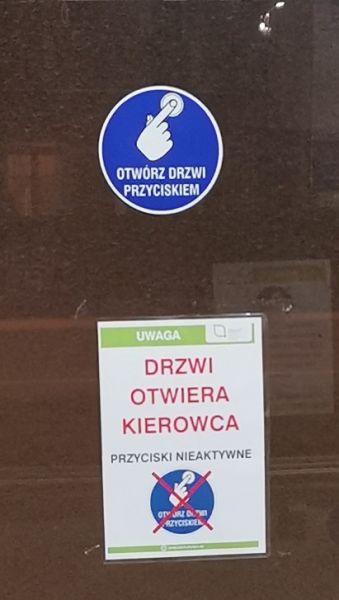 OTWÓRZ DRZWI
PRZYCISKIEM
UWAGA
DRZWI
OTWIERA
KIEROWCA
PRZYCISKI NIEAKTYWNE
OTWÓRZ DRZWI
PRZYCISKIEM